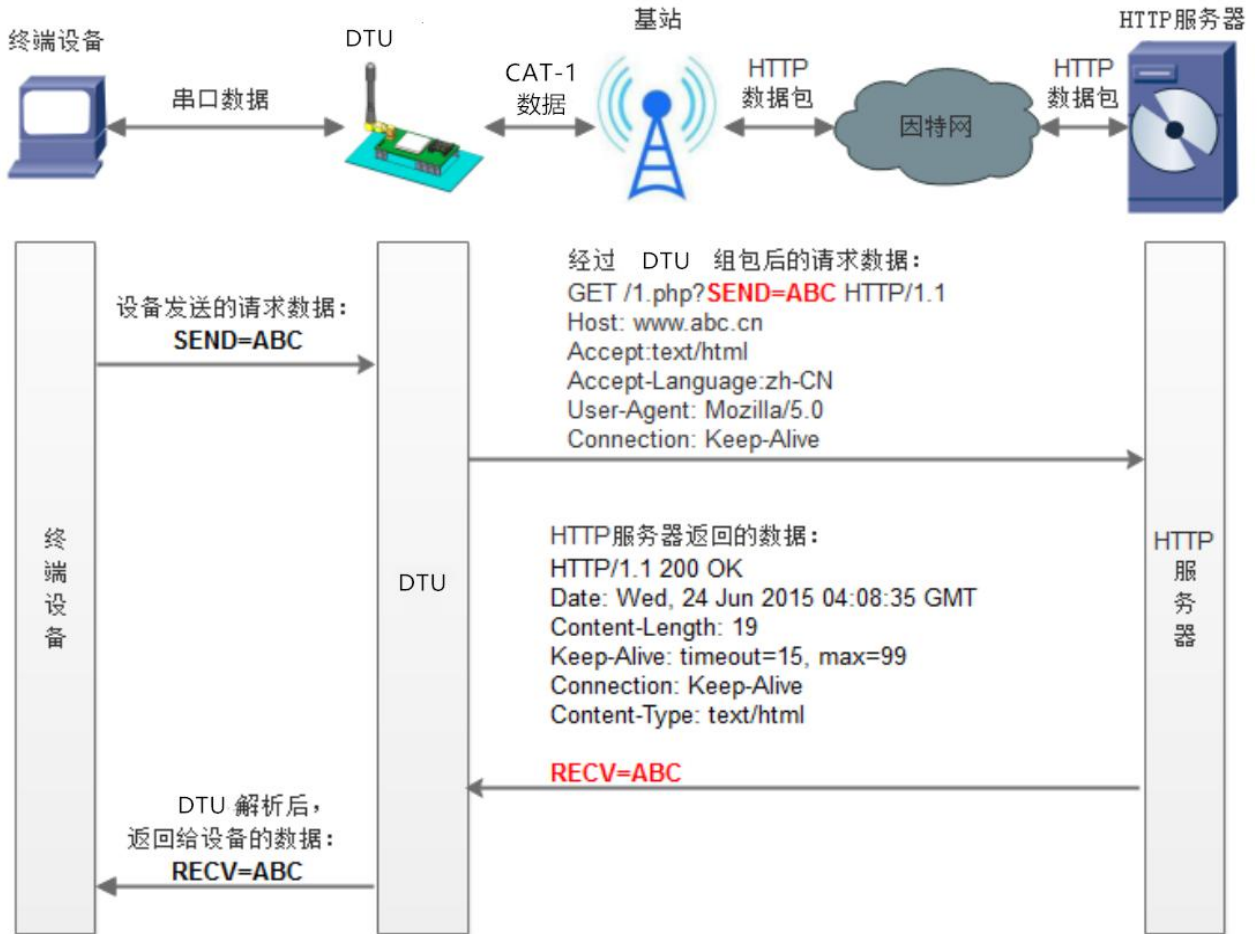 终端设备
DTU
基站
HTTP服务器
串口数据
CAT-1
数据
HTTP
数据包
因特网
HTTP
数据包
设备发送的请求数据：
SEND=ABC
经过 DTU 组包后的请求数据：
GET /1.php?SEND=ABC HTTP/1.1
Host: www.abc.cn
Accept:text/html
Accept-Language:zh-CN
User-Agent: Mozilla/5.0
Connection: Keep-Alive
终
端
设
备
DTU
HTTP
服
务
器
HTTP服务器返回的数据：
HTTP/1.1 200 OK
Date: Wed, 24 Jun 2015 04:08:35 GMT
Content-Length: 19
Keep-Alive: timeout=15, max=99
Connection: Keep-Alive
Content-Type: text/html
RECV=ABC
DTU 解析后，
返回给设备的数据：
RECV=ABC